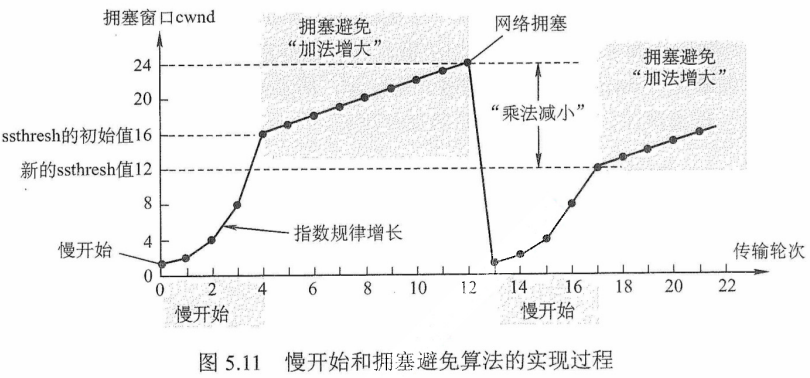 拥塞窗口cwnd
拥塞避免
“加法增大”
网络拥塞
拥塞避免
“加法增大”
24
20
“乘法减小”
ssthresh的初始值16
新的ssthresh值12
8
指数规律增长
慢开始
4
传输轮次
0
0 2 4 6 8 10 12 14 16 18 20 22
慢开始
慢开始
图 5.11 慢开始和拥塞避免算法的实现过程